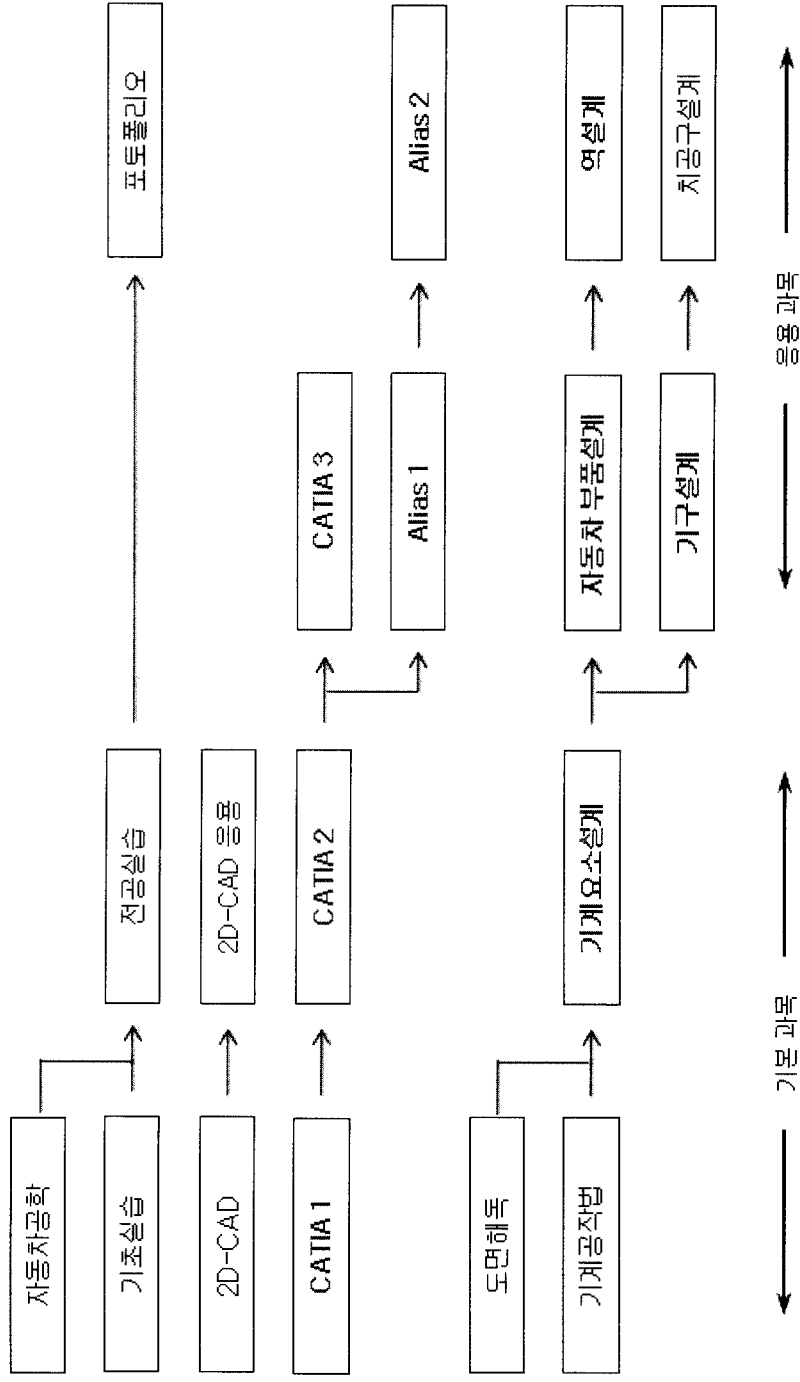 자동차공학
기초실습
전공실습
포토폴리오
2D-CAD
2D-CAD 응용
CATIA 1
CATIA 2
CATIA 3
Alias 1
Alias 2
도면해독
기계공작법
기계요소설계
자동차 부품설계
역설계
기구설계
치공구설계
기본 과목
응용 과목